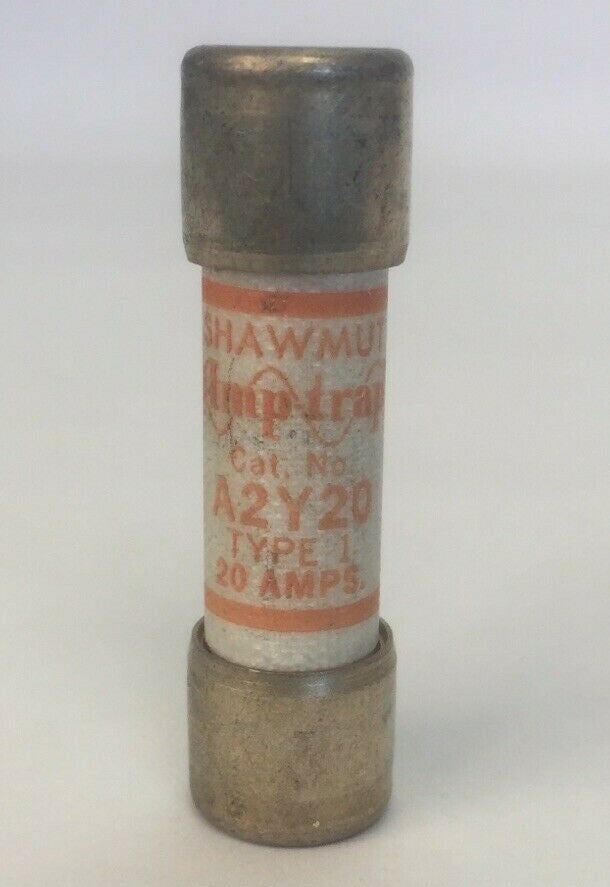 SHAWMUT
Amp-trap
Cat. No.
A2Y20
TYPE 1
20 AMPS.